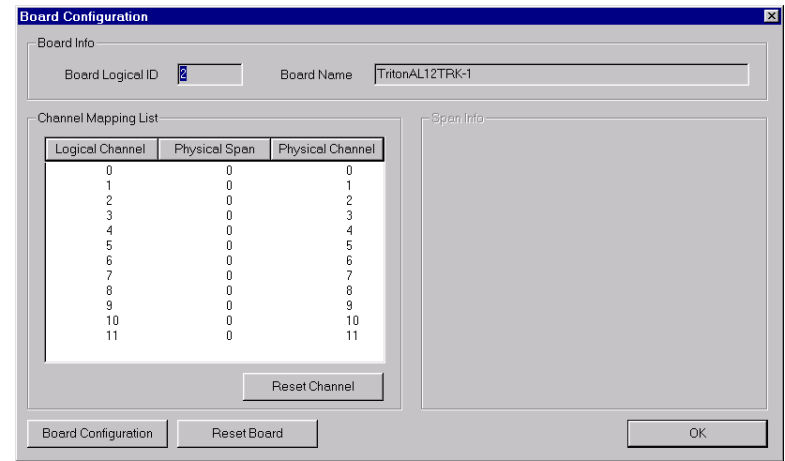 Board Configuration
Board Info
Board Logical ID 2 Board Name TritonAL12TRK-1
Channel Mapping List Span Info
Logical Channel Physical Span Physical Channel
0 0 0
1 0 1
2 0 2
3 0 3
4 0 4
5 0 5
6 0 6
7 0 7
8 0 8
9 0 9
10 0 10
11 0 11
Reset Channel
Board Configuration Reset Board OK